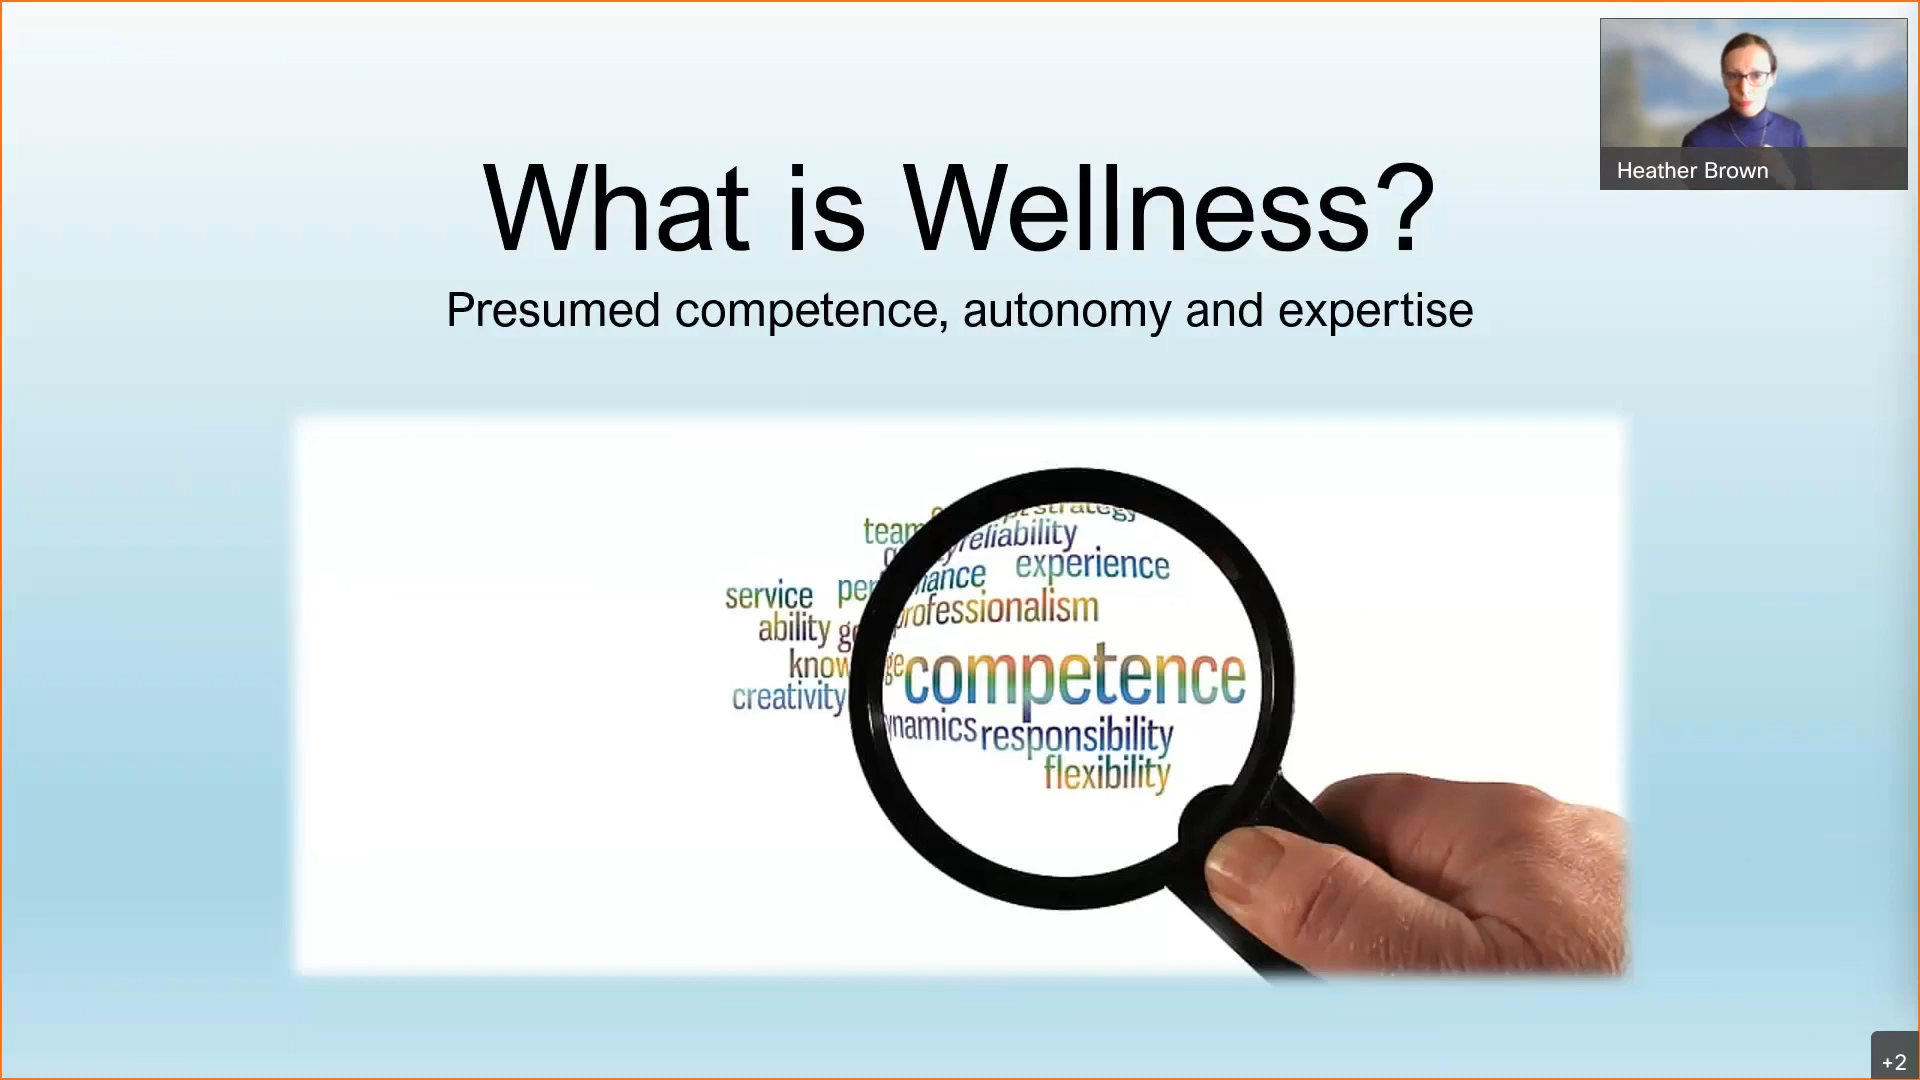 Heather Brown
What is Wellness?
Presumed competence, autonomy and expertise
strategy
team
reliability
experience
service
ability
professionalism
competence
creativity
responsibility
flexibility
+2